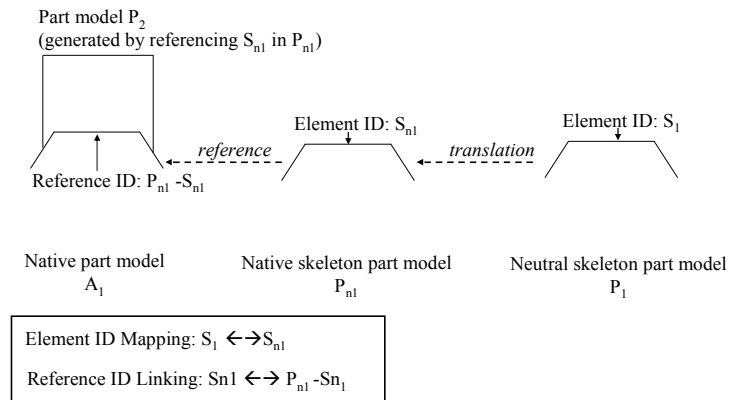 Part model P2
(generated by referencing Sn1 in Pn1)
Element ID: Sn1
Element ID: S1
reference
translation
Reference ID: Pn1 -Sn1
Native part model
A1
Native skeleton part model
Pn1
Neutral skeleton part model
P1
Element ID Mapping: S1 ←→Sn1
Reference ID Linking: Sn1 ←→ Pn1 -Sn1